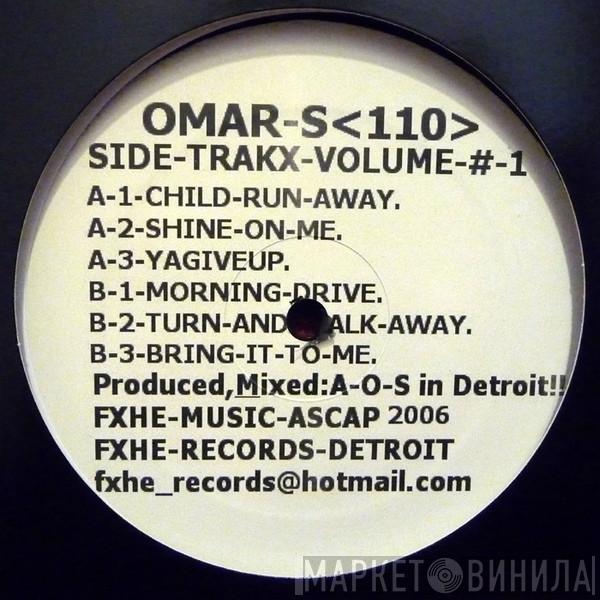 OMAR-S<110>
SIDE-TRAKX-VOLUME-#-1
A-1-CHILD-RUN-AWAY.
A-2-SHINE-ON-ME.
A-3-YAGIVEUP.
B-1-MORNING-DRIVE.
B-2-TURN-AND ALK-AWAY.
B-3-BRING-IT-TO-ME.
Produced,Mixed:A-O-S in Detroit!!
FXHE-MUSIC-ASCAP 2006
FXHE-RECORDS-DETROIT
fxhe_records@hotmail.com
МАРКЕТ ВИНИЛА